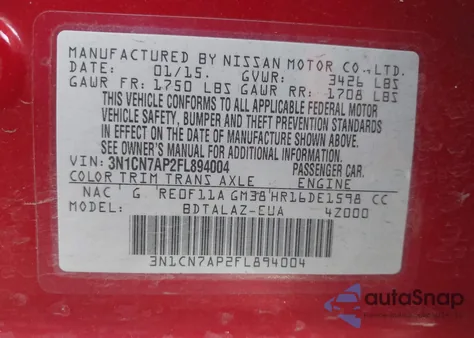 MANUFACTURED BY NISSAN MOTOR CO.,LTD.
DATE: 01/15. GVWR: 3426 LBS
GAWR FR: 1750 LBS GAWR RR: 1708 LBS
THIS VEHICLE CONFORMS TO ALL APPLICABLE FEDERAL MOTOR
VEHICLE SAFETY, BUMPER AND THEFT PREVENTION STANDARDS
IN EFFECT ON THE DATE OF MANUFACTURE SHOWN ABOVE.
SEE OWNER'S MANUAL FOR ADDITIONAL INFORMATION.
VIN: 3N1CN7AP2FL894004 PASSENGER CAR.
COLOR TRIM TRANS AXLE ENGINE
NAC G RE0F11A GM38 HR16DE1598 CC
MODEL: BDTALAZ-EUA 42000
3N1CN7AP2FL894004
autoSnap